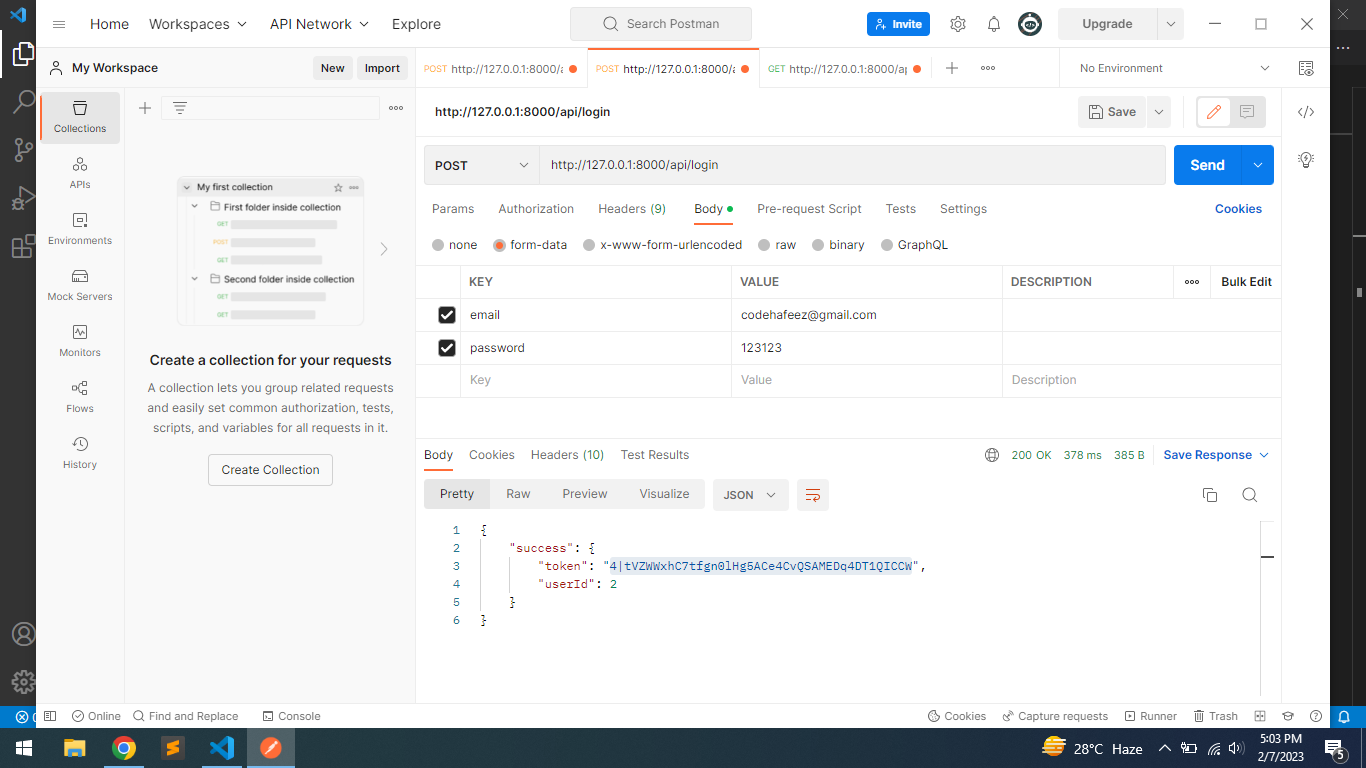 Home Workspaces API Network Explore Search Postman Invite Upgrade
My Workspace New Import
POST http://127.0.0.1:8000/a POST http://127.0.0.1:8000/a GET http://127.0.0.1:8000/ap No Environment
Collections
APIs
Environments
Mock Servers
Monitors
Flows
History
My first collection
First folder inside collection
GET
POST
GET
Second folder inside collection
GET
GET
Create a collection for your requests
A collection lets you group related requests
and easily set common authorization, tests,
scripts, and variables for all requests in it.
Create Collection
http://127.0.0.1:8000/api/login Save
POST http://127.0.0.1:8000/api/login Send
Params Authorization Headers (9) Body Pre-request Script Tests Settings Cookies
none form-data x-www-form-urlencoded raw binary GraphQL
KEY VALUE DESCRIPTION Bulk Edit
email codehafeez@gmail.com
password 123123
Key Value Description
Body Cookies Headers (10) Test Results 200 OK 378 ms 385 B Save Response
Pretty Raw Preview Visualize JSON
1 {
2 "success": {
3 "token": "4|tVZWWxhC7tfgn0lHg5ACe4CvQSAMEDq4DT1QICCW",
4 "userId": 2
5 }
6 }
Online Find and Replace Console Cookies Capture requests Runner Trash
28°C Haze 5:03 PM
2/7/2023
5